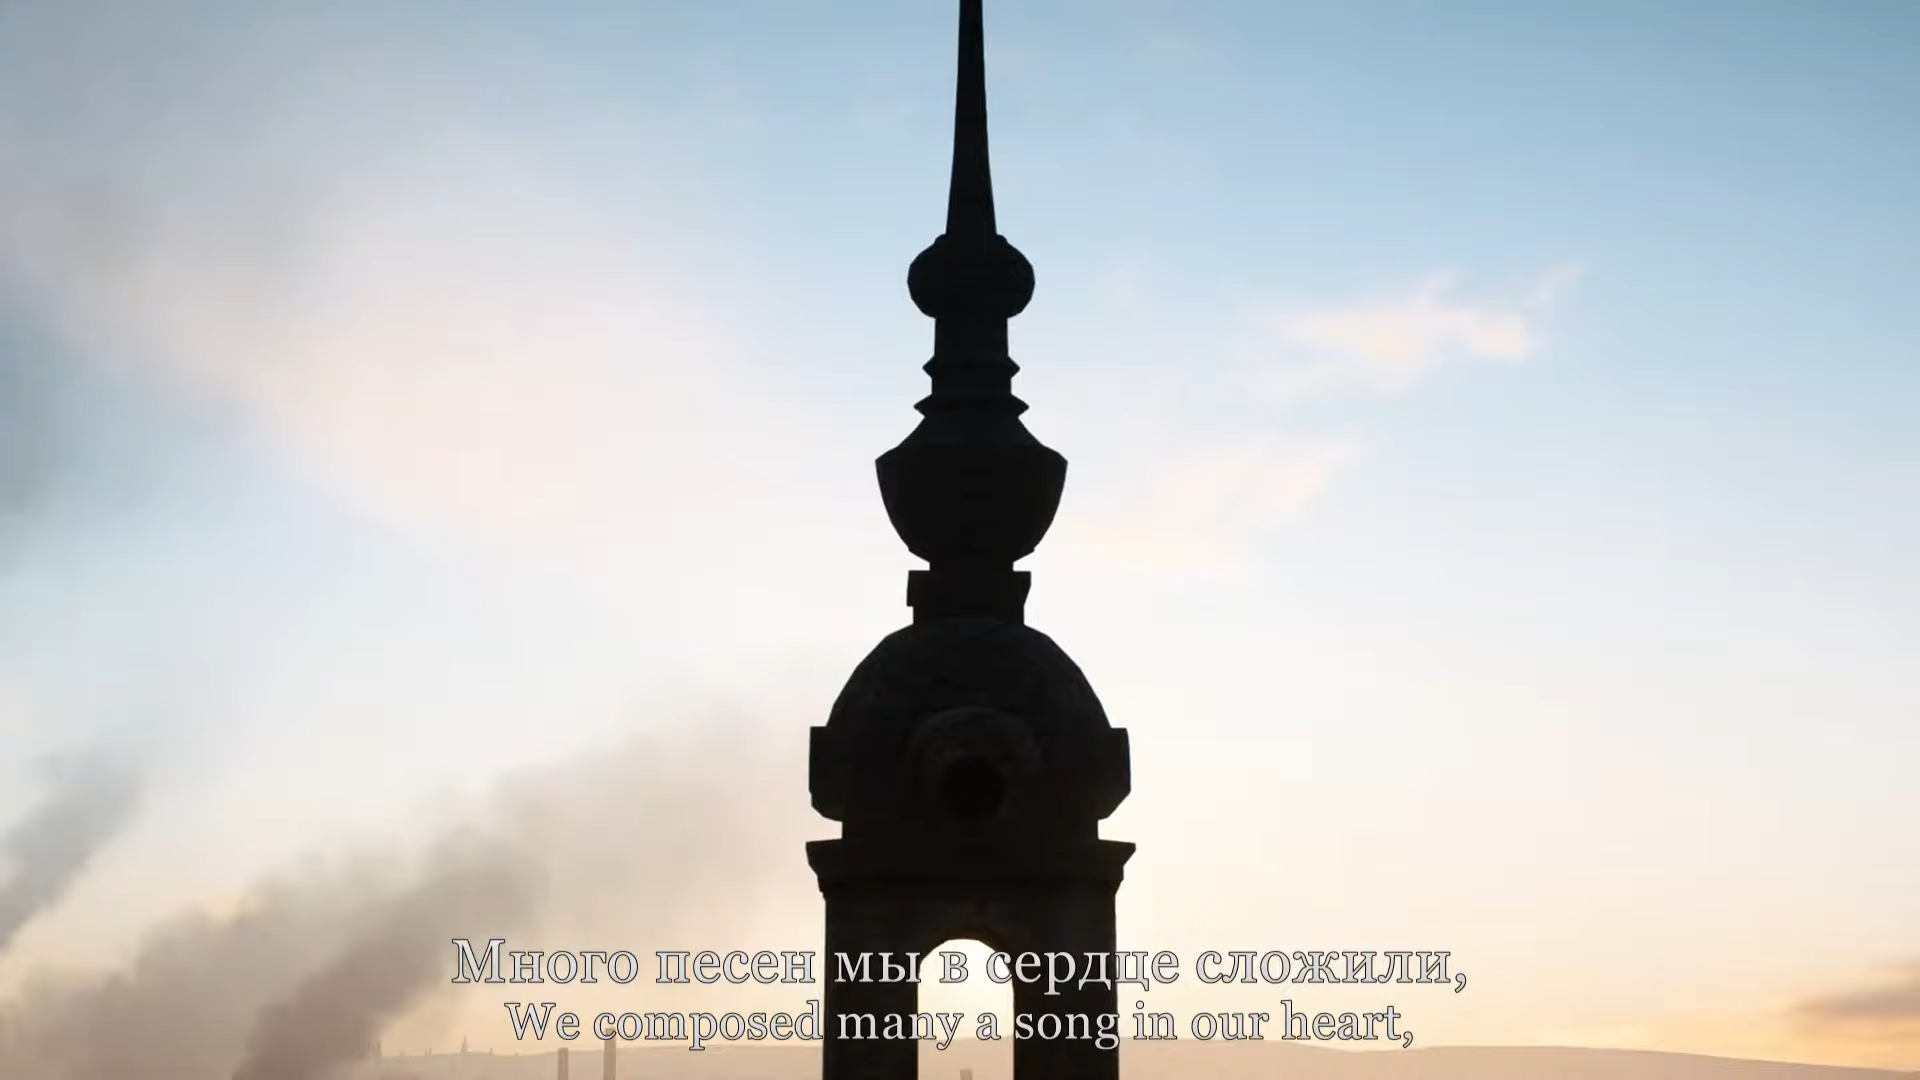 Много песен мы в сердце сложили,
We composed many a song in our heart,